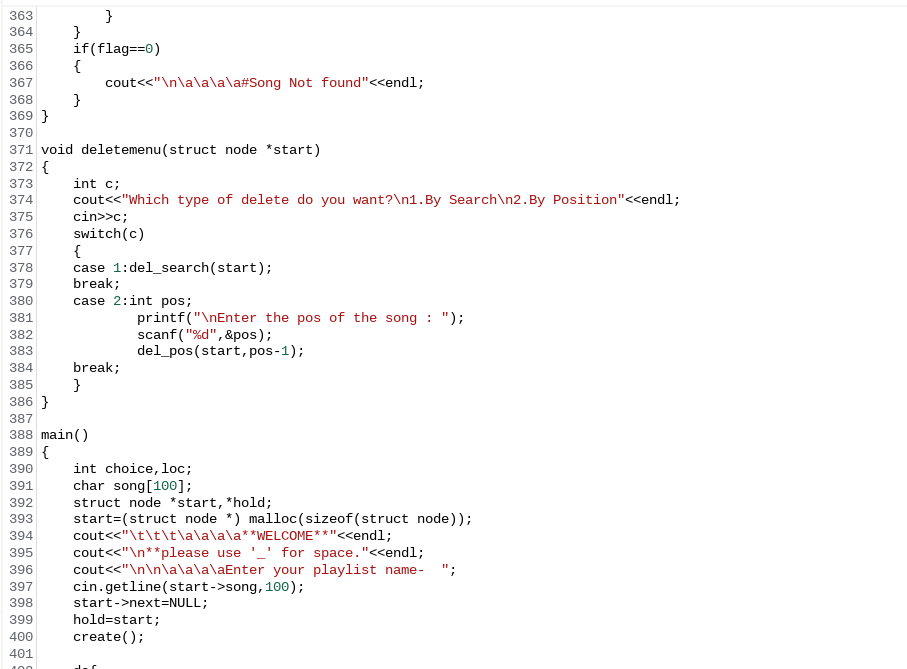 363         }
364     }
365     if(flag==0)
366     {
367         cout<<"\n\a\a\a\a#Song Not found"<<endl;
368     }
369 }
370
371 void deletemenu(struct node *start)
372 {
373     int c;
374     cout<<"Which type of delete do you want?\n1.By Search\n2.By Position"<<endl;
375     cin>>c;
376     switch(c)
377     {
378     case 1:del_search(start);
379     break;
380     case 2:int pos;
381             printf("\nEnter the pos of the song : ");
382             scanf("%d",&pos);
383             del_pos(start,pos-1);
384     break;
385     }
386 }
387
388 main()
389 {
390     int choice,loc;
391     char song[100];
392     struct node *start,*hold;
393     start=(struct node *) malloc(sizeof(struct node));
394     cout<<"\t\t\t\a\a\a\a**WELCOME**"<<endl;
395     cout<<"\n**please use '_' for space."<<endl;
396     cout<<"\n\n\a\a\a\aEnter your playlist name-  ";
397     cin.getline(start->song,100);
398     start->next=NULL;
399     hold=start;
400     create();
401